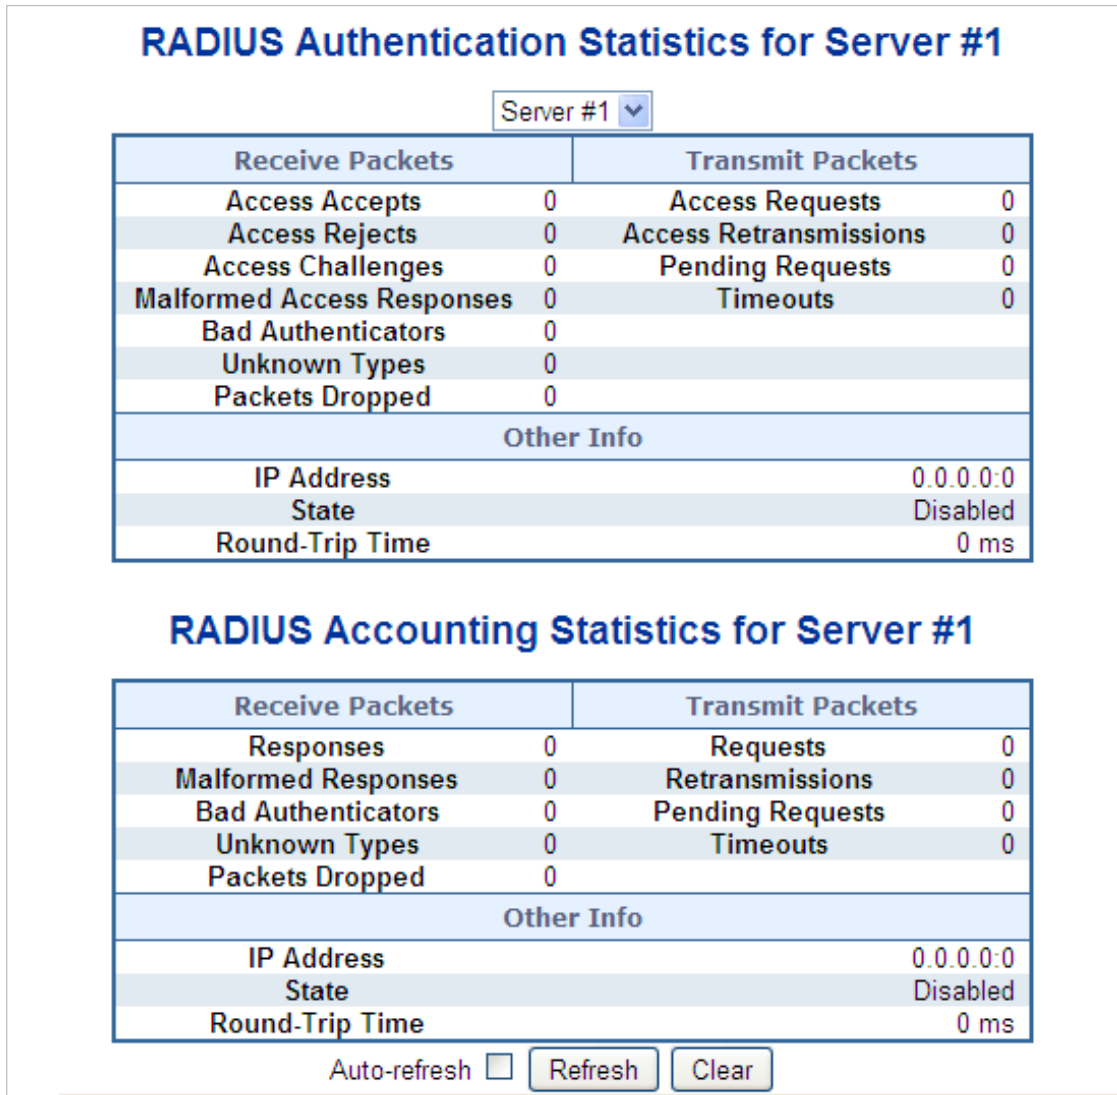 RADIUS Authentication Statistics for Server #1
Server #1
Receive Packets Transmit Packets
Access Accepts 0 Access Requests 0
Access Rejects 0 Access Retransmissions 0
Access Challenges 0 Pending Requests 0
Malformed Access Responses 0 Timeouts 0
Bad Authenticators 0
Unknown Types 0
Packets Dropped 0
Other Info
IP Address 0.0.0.0:0
State Disabled
Round-Trip Time 0 ms
RADIUS Accounting Statistics for Server #1
Receive Packets Transmit Packets
Responses 0 Requests 0
Malformed Responses 0 Retransmissions 0
Bad Authenticators 0 Pending Requests 0
Unknown Types 0 Timeouts 0
Packets Dropped 0
Other Info
IP Address 0.0.0.0:0
State Disabled
Round-Trip Time 0 ms
Auto-refresh Refresh Clear